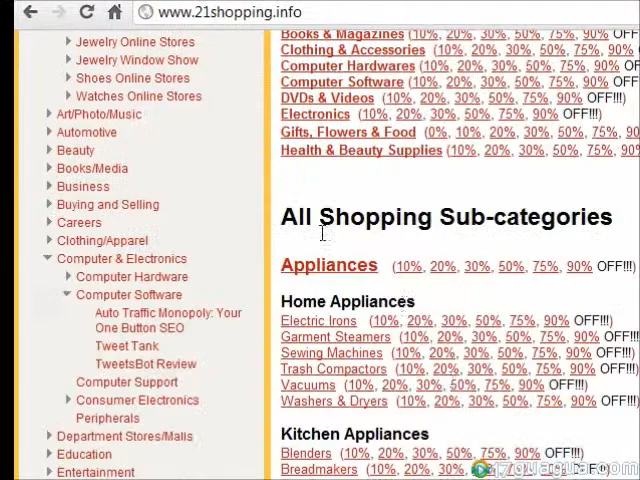 www.21shopping.info
Jewelry Online Stores
Jewelry Window Show
Shoes Online Stores
Watches Online Stores
Art/Photo/Music
Automotive
Beauty
Books/Media
Business
Buying and Selling
Careers
Clothing/Apparel
Computer & Electronics
Computer Hardware
Computer Software
Auto Traffic Monopoly: Your
One Button SEO
Tweet Tank
TweetsBot Review
Computer Support
Consumer Electronics
Peripherals
Department Stores/Malls
Education
Entertainment
Books & Magazines (10%, 20%, 30%, 50%, 75%, 90%
Clothing & Accessories (10%, 20%, 30%, 50%, 75%, 90%
Computer Hardwares (10%, 20%, 30%, 50%, 75%, 90% OF
Computer Software (10%, 20%, 30%, 50%, 75%, 90% OFF!
DVDs & Videos (10%, 20%, 30%, 50%, 75%, 90% OFF!!!)
Electronics (10%, 20%, 30%, 50%, 75%, 90% OFF!!!)
Gifts, Flowers & Food (0%, 10%, 20%, 30%, 50%, 75%, 90
Health & Beauty Supplies (10%, 20%, 30%, 50%, 75%, 90%
All Shopping Sub-categories
Appliances (10%, 20%, 30%, 50%, 75%, 90% OFF!!!)
Home Appliances
Electric Irons (10%, 20%, 30%, 50%, 75%, 90% OFF!!!)
Garment Steamers (10%, 20%, 30%, 50%, 75%, 90% OFF!!!)
Sewing Machines (10%, 20%, 30%, 50%, 75%, 90% OFF!!!)
Trash Compactors (10%, 20%, 30%, 50%, 75%, 90% OFF!!!)
Vacuums (10%, 20%, 30%, 50%, 75%, 90% OFF!!!)
Washers & Dryers (10%, 20%, 30%, 50%, 75%, 90% OFF!!!)
Kitchen Appliances
Blenders (10%, 20%, 30%, 50%, 75%, 90% OFF!!!)
Breadmakers (10%, 20%, 30%, 50%, 75%, 90% OFF!!!)